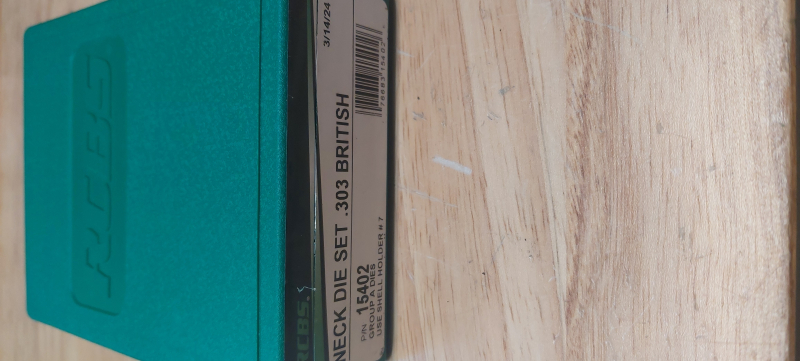 RCBS
RCBS.
3/14/24
NECK DIE SET .303 BRITISH
P/N 15402
GROUP A DIES
USE SHELL HOLDER # 7